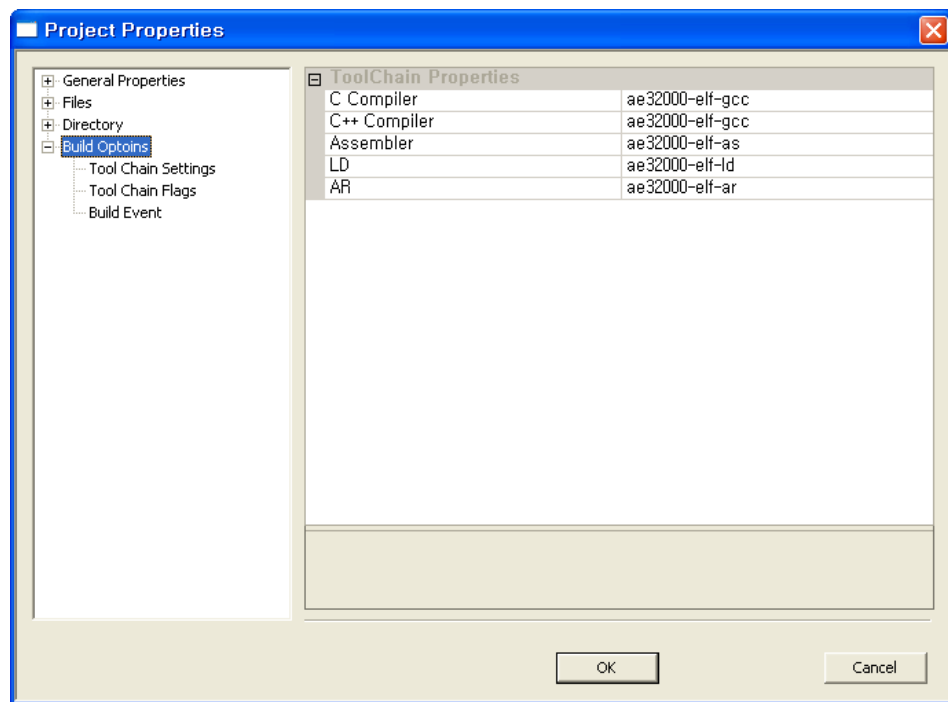 Project Properties
General Properties
Files
Directory
Build Optoins
Tool Chain Settings
Tool Chain Flags
Build Event
ToolChain Properties
C Compiler ae32000-elf-gcc
C++ Compiler ae32000-elf-gcc
Assembler ae32000-elf-as
LD ae32000-elf-ld
AR ae32000-elf-ar
OK
Cancel